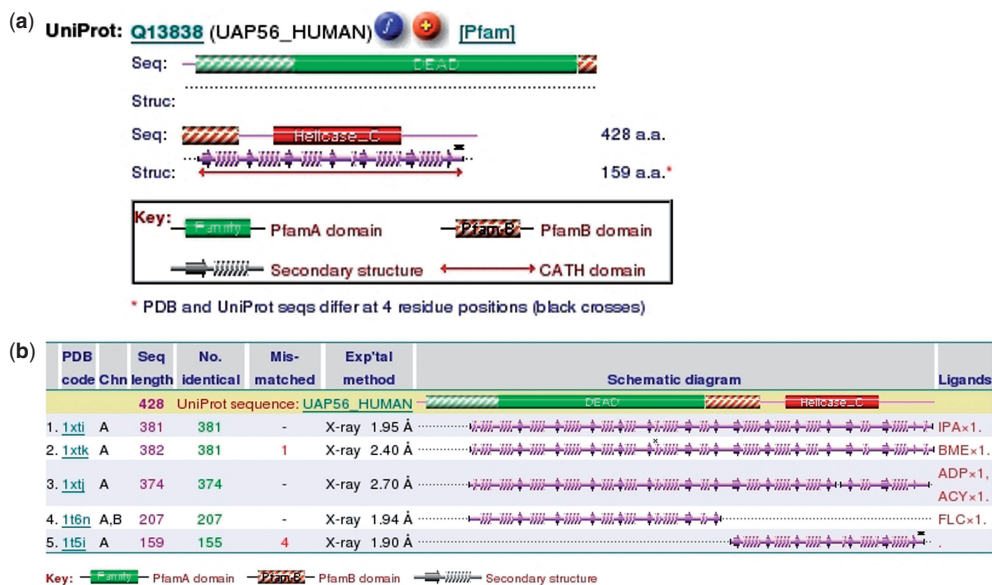 (a) UniProt: Q13838 (UAP56_HUMAN) f + [Pfam]
Seq: DEAD
Struc:
Seq: Helicase_C 428 a.a.
Struc: 159 a.a.*
Key:
Family PfamA domain Pfam-B PfamB domain
Secondary structure CATH domain
* PDB and UniProt seqs differ at 4 residue positions (black crosses)
(b)
PDB code Chn Seq length No. identical Mis-matched Exp'tal method Schematic diagram Ligands
428 UniProt sequence: UAP56_HUMAN DEAD Helicase_C
1. 1xti A 381 381 - X-ray 1.95 Å IPA×1.
2. 1xtk A 382 381 1 X-ray 2.40 Å BME×1.
3. 1xtj A 374 374 - X-ray 2.70 Å ADP×1,
ACY×1.
4. 1t6n A,B 207 207 - X-ray 1.94 Å FLC×1.
5. 1t5i A 159 155 4 X-ray 1.90 Å .
Key: Family PfamA domain Pfam-B PfamB domain Secondary structure